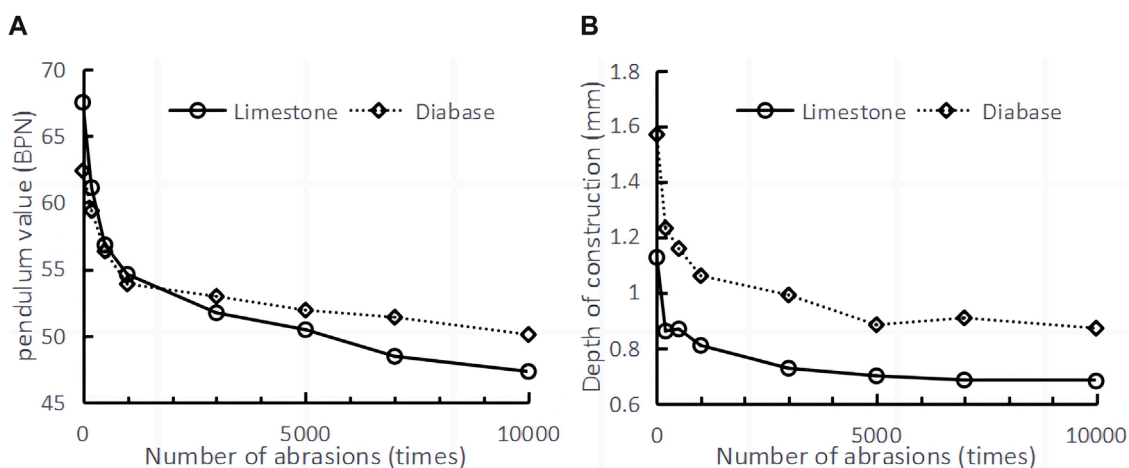 A
pendulum value (BPN)
70
65
60
55
50
45
Limestone
Diabase
0
5000
10000
Number of abrasions (times)
B
Depth of construction (mm)
1.8
1.6
1.4
1.2
1
0.8
0.6
Limestone
Diabase
0
5000
10000
Number of abrasions (times)